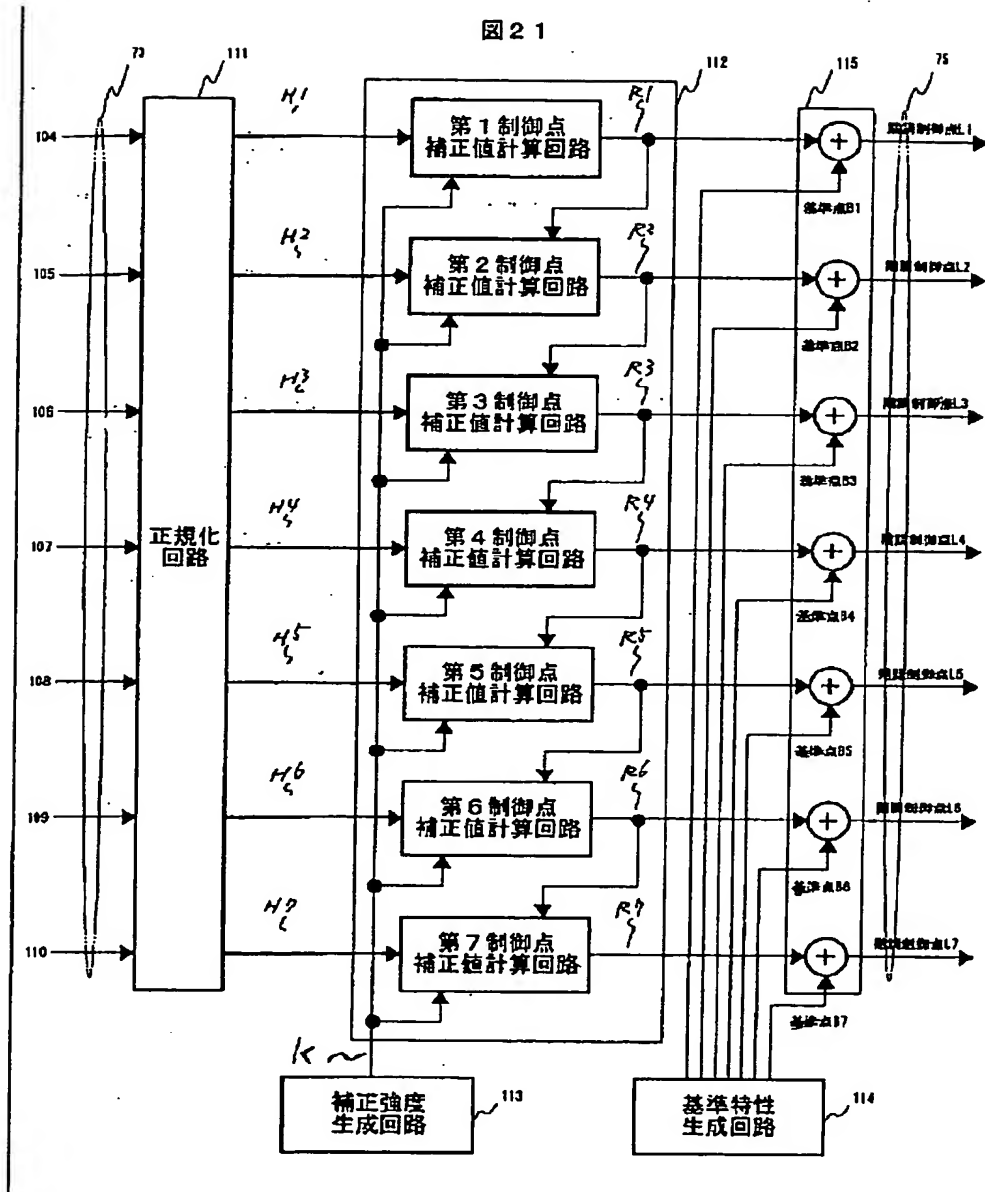 図21
73
111
112
115
75
H1
H2
H3
H4
H5
H6
H7
R1
R2
R3
R4
R5
R6
R7
104
105
106
107
108
109
110
正規化
回路
第1制御点
補正値計算回路
第2制御点
補正値計算回路
第3制御点
補正値計算回路
第4制御点
補正値計算回路
第5制御点
補正値計算回路
第6制御点
補正値計算回路
第7制御点
補正値計算回路
+
+
+
+
+
+
+
基準点B1
基準点B2
基準点B3
基準点B4
基準点B5
基準点B6
基準点B7
階調制御点L1
階調制御点L2
階調制御点L3
階調制御点L4
階調制御点L5
階調制御点L6
階調制御点L7
K
補正強度
生成回路
113
基準特性
生成回路
114